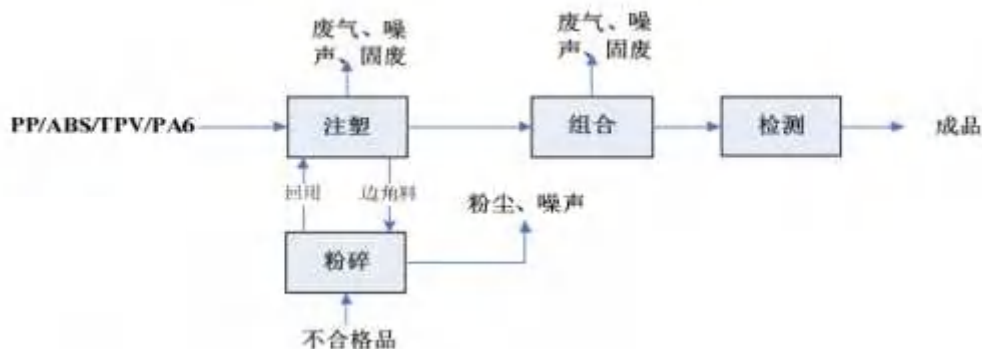 废气、噪
声、固废
废气、噪
声、固废
PP/ABS/TPV/PA6
注塑
组合
检测
成品
回用
边角料
粉尘、噪声
粉碎
不合格品